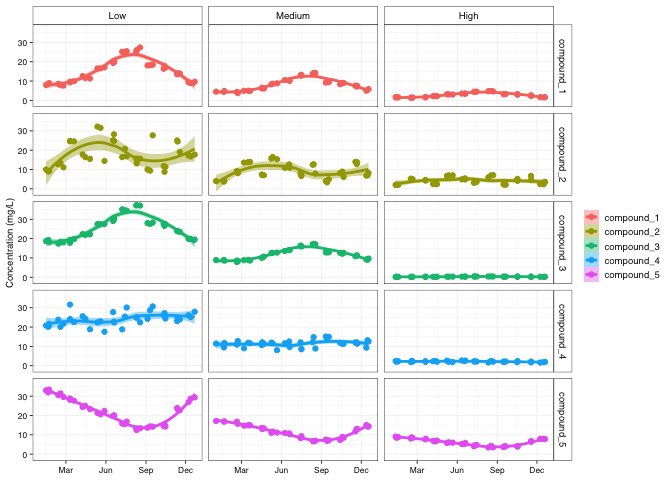 Low Medium High
30
20
10
0
compound_1
30
20
10
0
compound_2
Concentration (mg/L)
30
20
10
0
compound_3
compound_1
compound_2
compound_3
compound_4
compound_5
30
20
10
0
compound_4
30
20
10
0
compound_5
Mar Jun Sep Dec Mar Jun Sep Dec Mar Jun Sep Dec